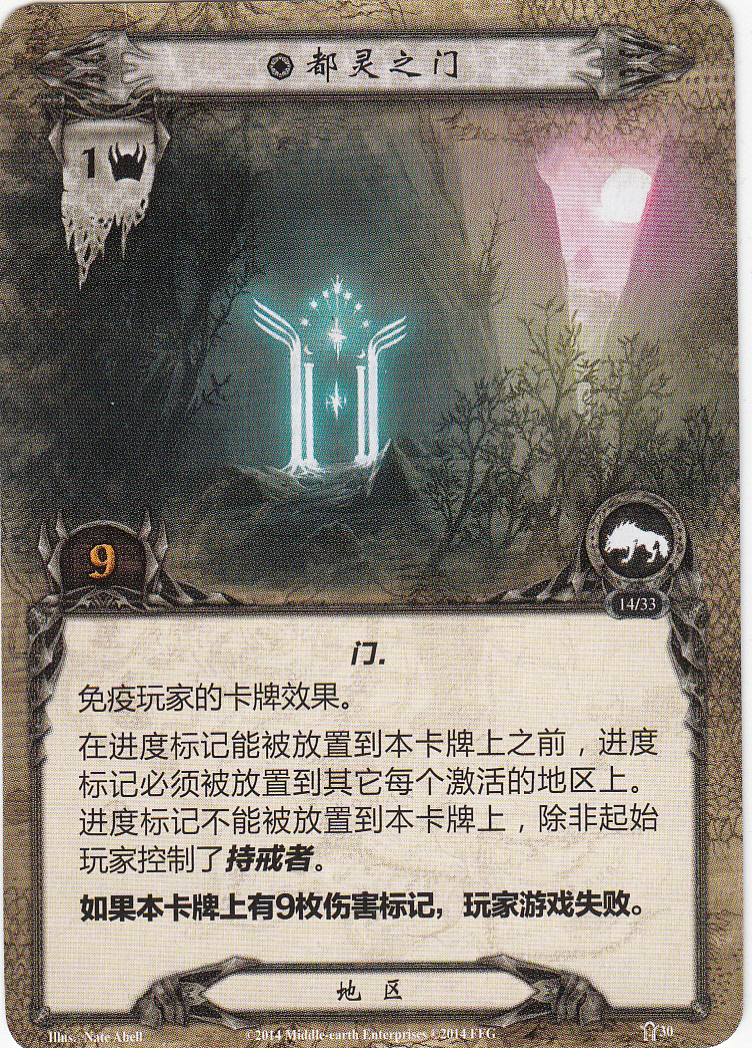 都灵之门
1
9
14/33
门.
免疫玩家的卡牌效果。
在进度标记能被放置到本卡牌上之前，进度
标记必须被放置到其它每个激活的地区上。
进度标记不能被放置到本卡牌上，除非起始
玩家控制了持戒者。
如果本卡牌上有9枚伤害标记，玩家游戏失败。
地区
Illus. Nate Abell
©2014 Middle-earth Enterprises ©2014 FFG
30